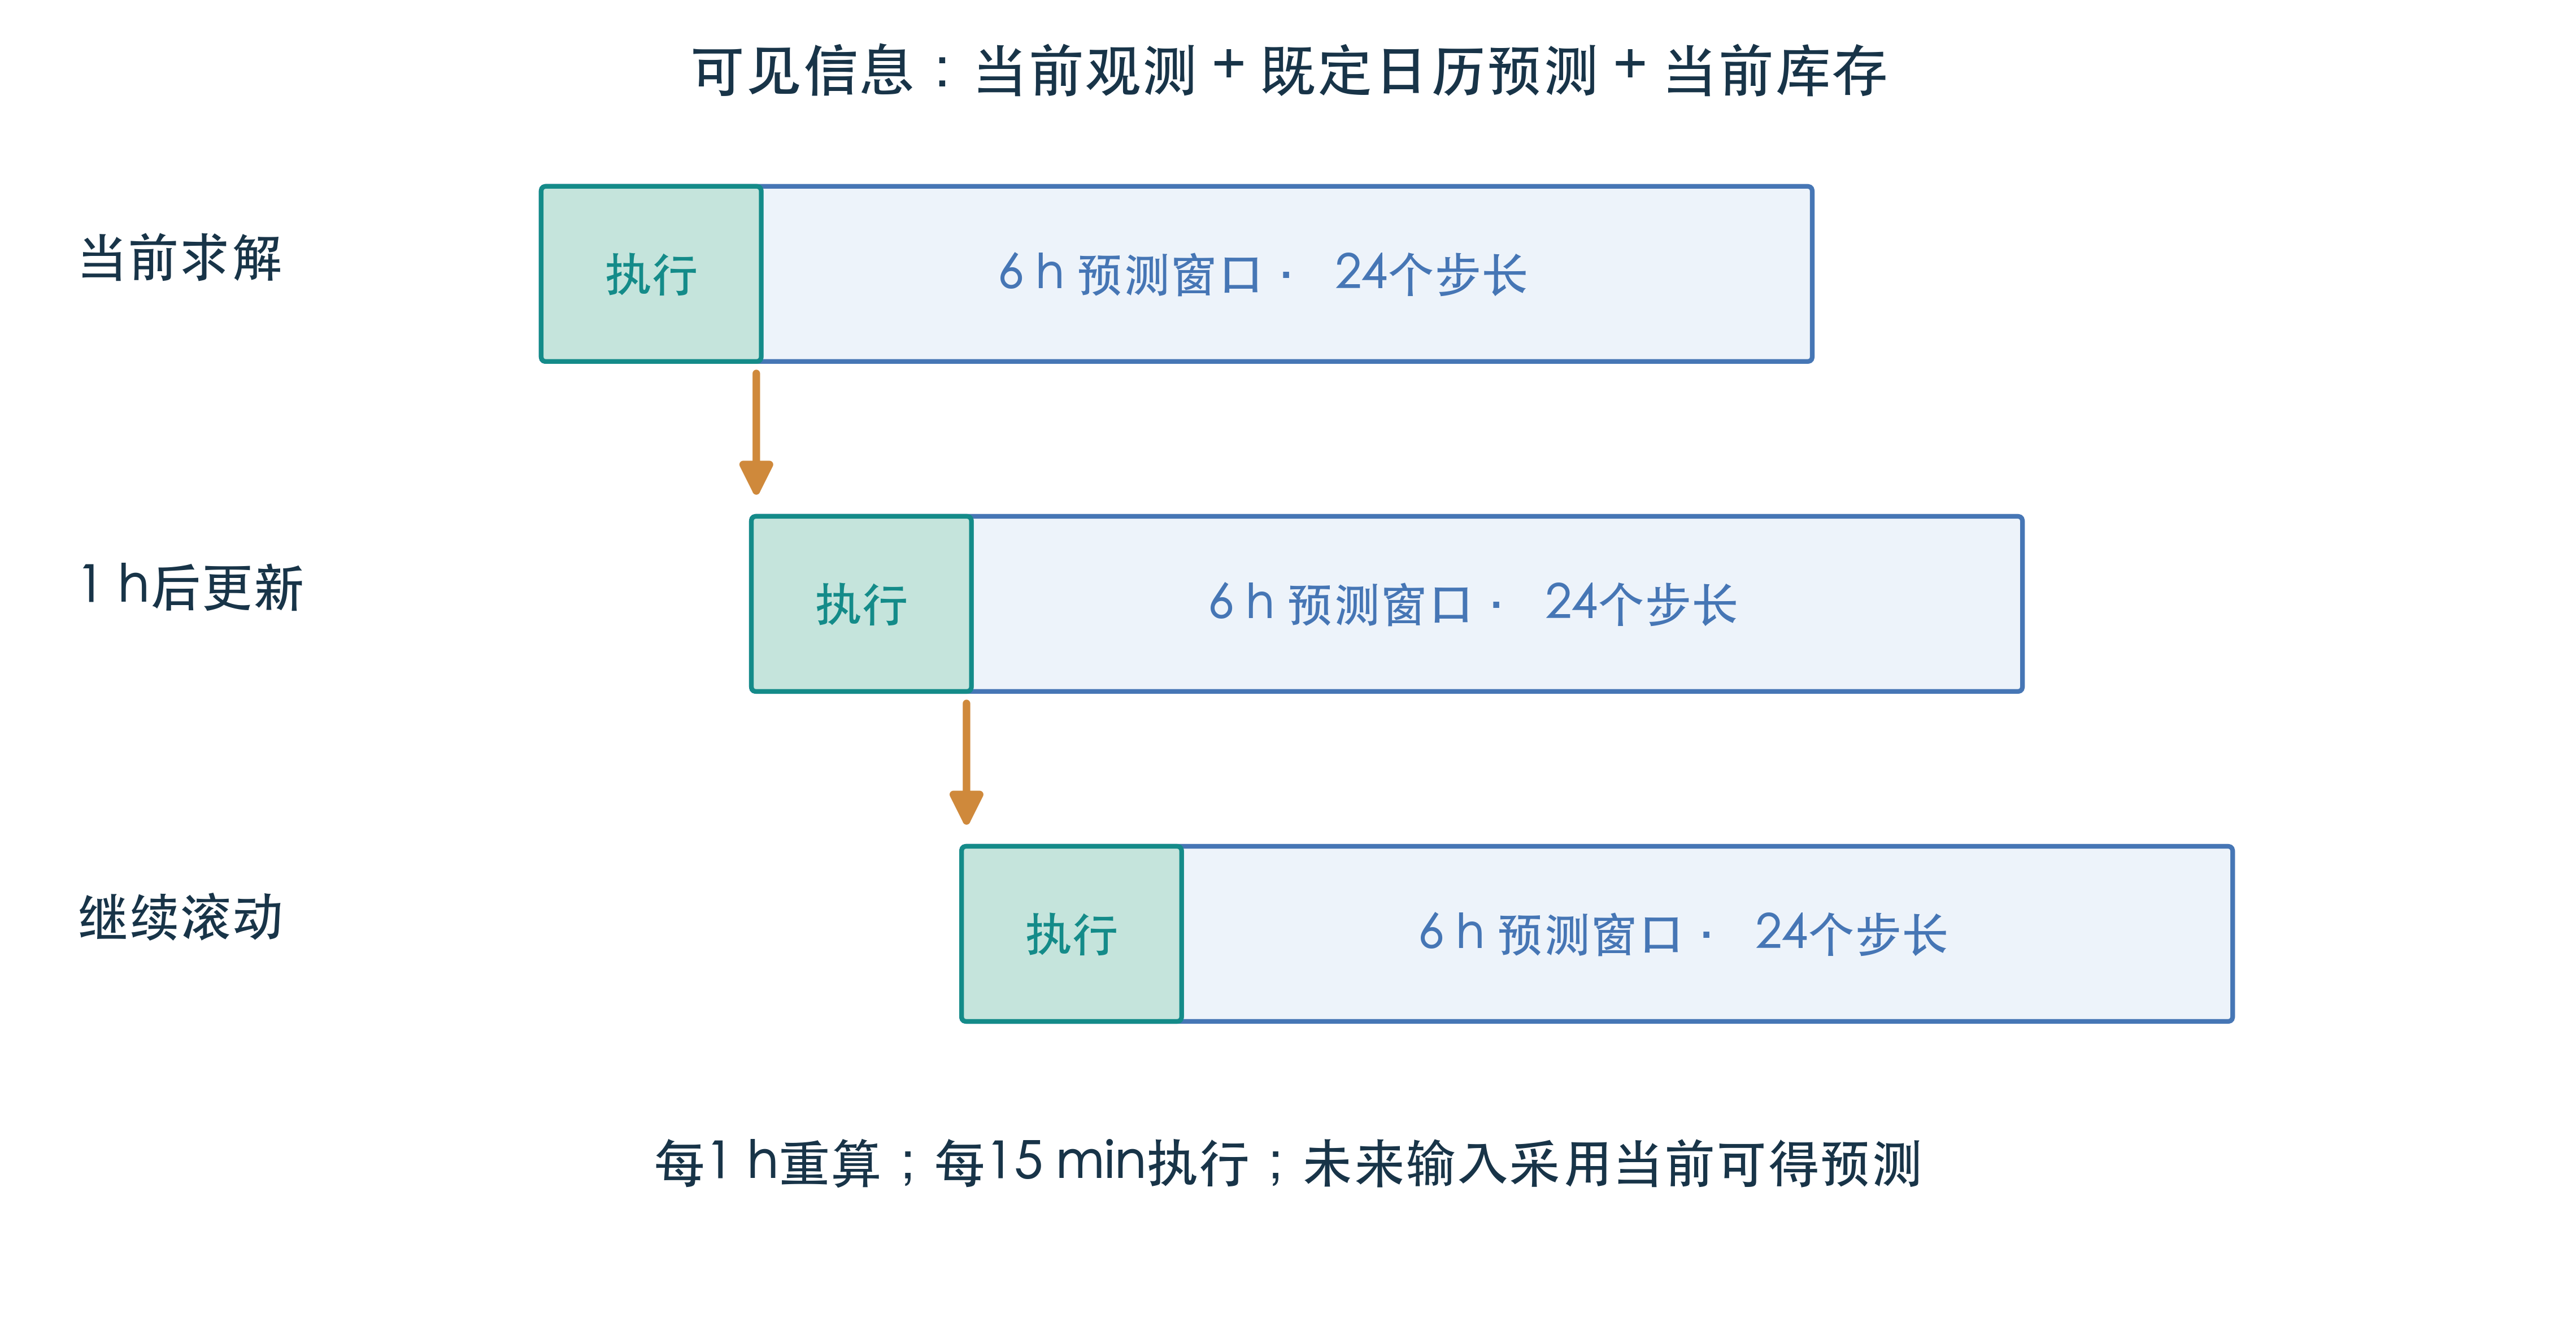 可见信息：当前观测 + 既定日历预测 + 当前库存
当前求解
执行
6 h 预测窗口 · 24个步长
1 h后更新
执行
6 h 预测窗口 · 24个步长
继续滚动
执行
6 h 预测窗口 · 24个步长
每1 h重算；每15 min执行；未来输入采用当前可得预测